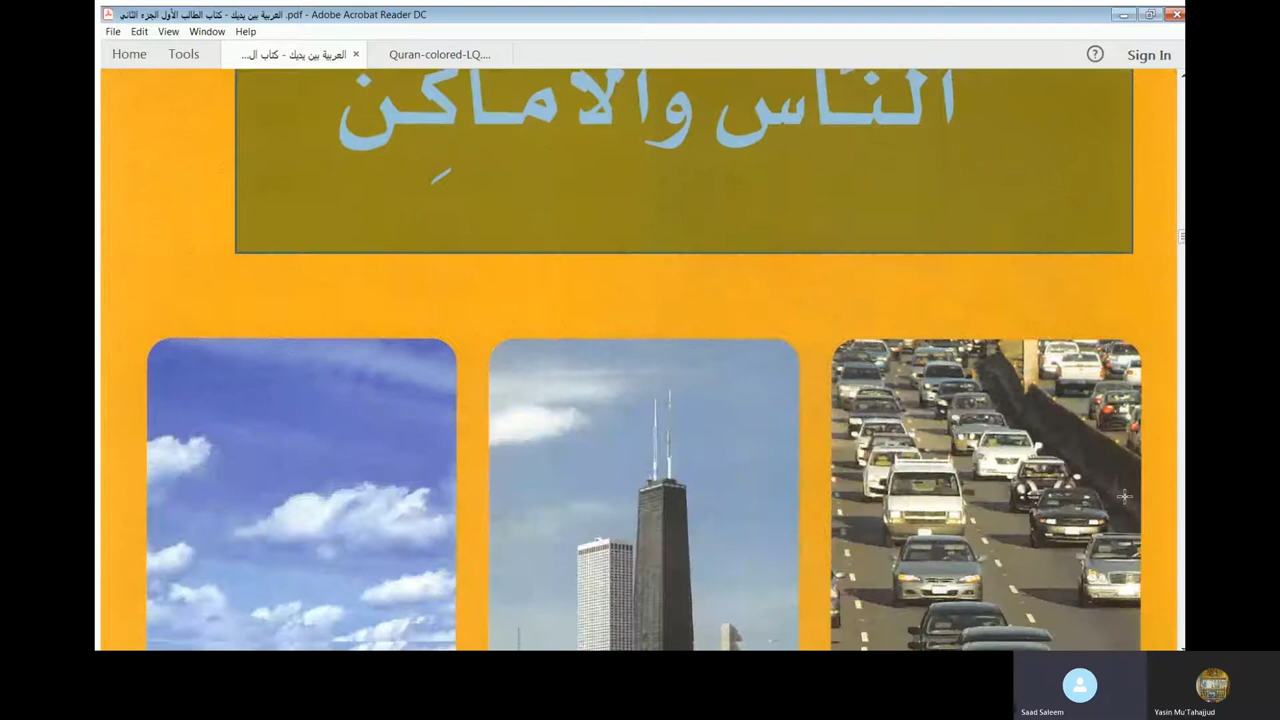 العربية بين يديك - كتاب الطالب الأول الجزء الثاني .pdf - Adobe Acrobat Reader DC
File Edit View Window Help
Home Tools العربية بين يديك - كتاب ال... × Quran-colored-LQ.... ? Sign In
النَّاس والأماكِن
Saad Saleem Yasin Mu'Tahajjud